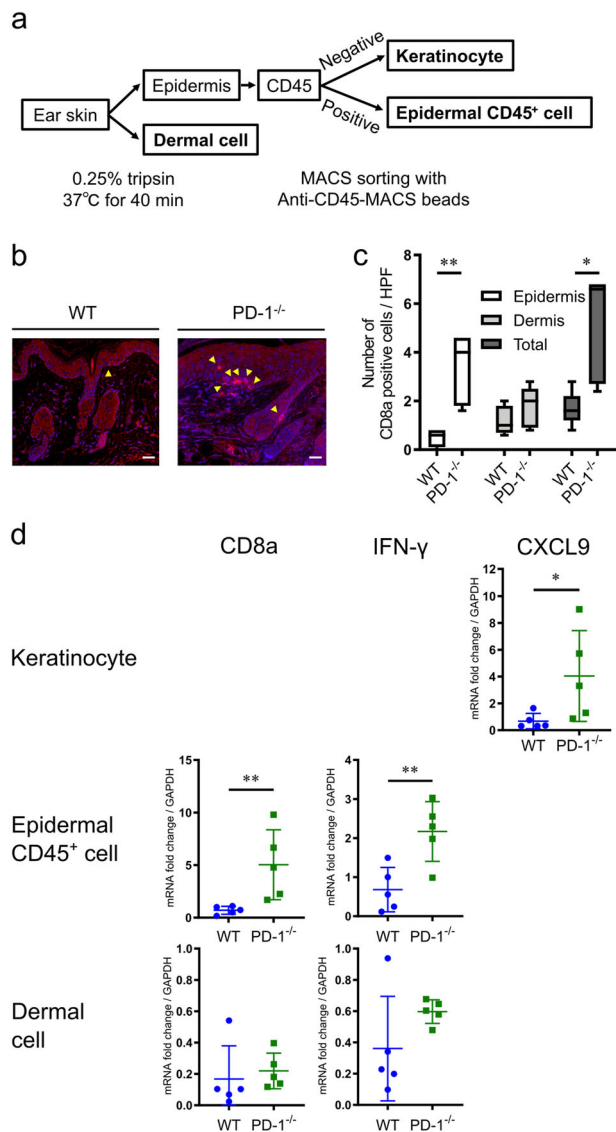 a
Ear skin
Epidermis
Dermal cell
CD45
Negative
Positive
Keratinocyte
Epidermal CD45⁺ cell
0.25% tripsin
37℃ for 40 min
MACS sorting with
Anti-CD45-MACS beads
b
WT
PD-1⁻/⁻
c
Number of
CD8a positive cells / HPF
8
6
4
2
0
**
*
Epidermis
Dermis
Total
WT
PD-1⁻/⁻
WT
PD-1⁻/⁻
WT
PD-1⁻/⁻
d
CD8a
IFN-γ
CXCL9
Keratinocyte
mRNA fold change / GAPDH
12
10
8
6
4
2
0
*
WT
PD-1⁻/⁻
Epidermal
CD45⁺ cell
mRNA fold change / GAPDH
15
10
5
0
**
WT
PD-1⁻/⁻
mRNA fold change / GAPDH
4
3
2
1
0
**
WT
PD-1⁻/⁻
Dermal
cell
mRNA fold change / GAPDH
1.0
0.8
0.6
0.4
0.2
0.0
WT
PD-1⁻/⁻
mRNA fold change / GAPDH
1.0
0.8
0.6
0.4
0.2
0.0
WT
PD-1⁻/⁻